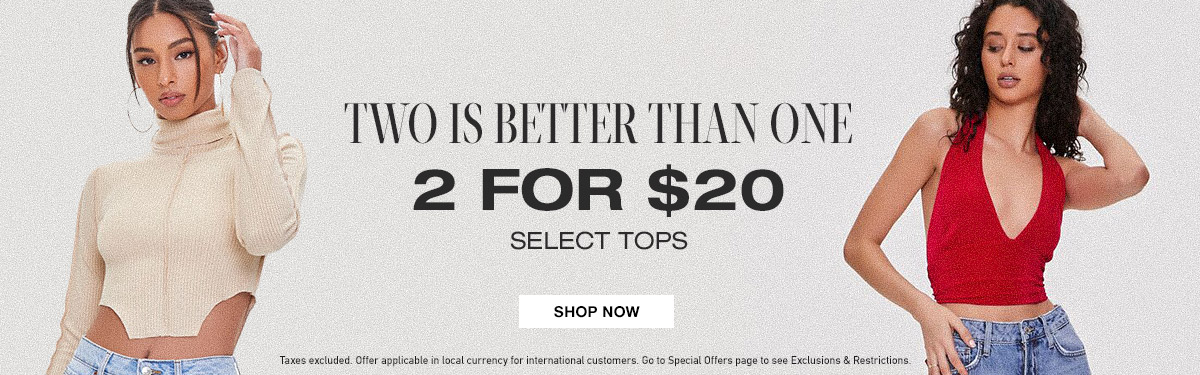 TWO IS BETTER THAN ONE
2 FOR $20
SELECT TOPS
SHOP NOW
Taxes excluded. Offer applicable in local currency for international customers. Go to Special Offers page to see Exclusions & Restrictions.